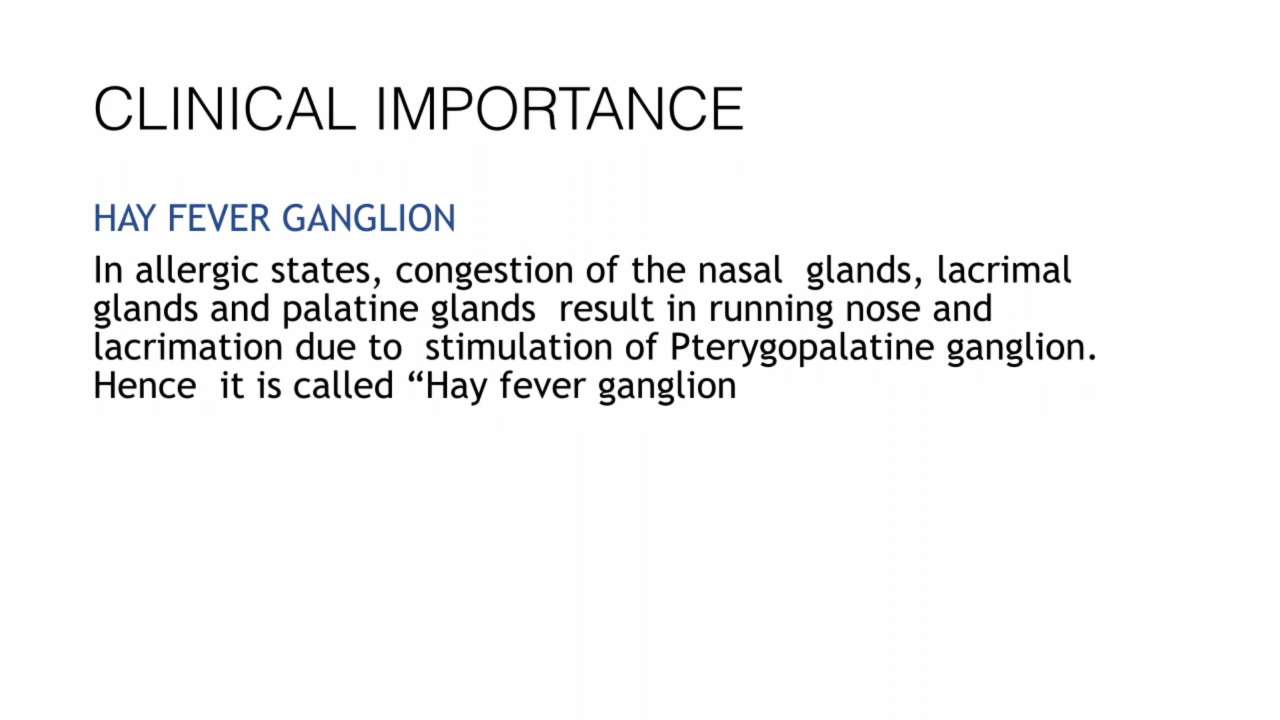 CLINICAL IMPORTANCE
HAY FEVER GANGLION
In allergic states, congestion of the nasal  glands, lacrimal
glands and palatine glands  result in running nose and
lacrimation due to  stimulation of Pterygopalatine ganglion.
Hence  it is called “Hay fever ganglion